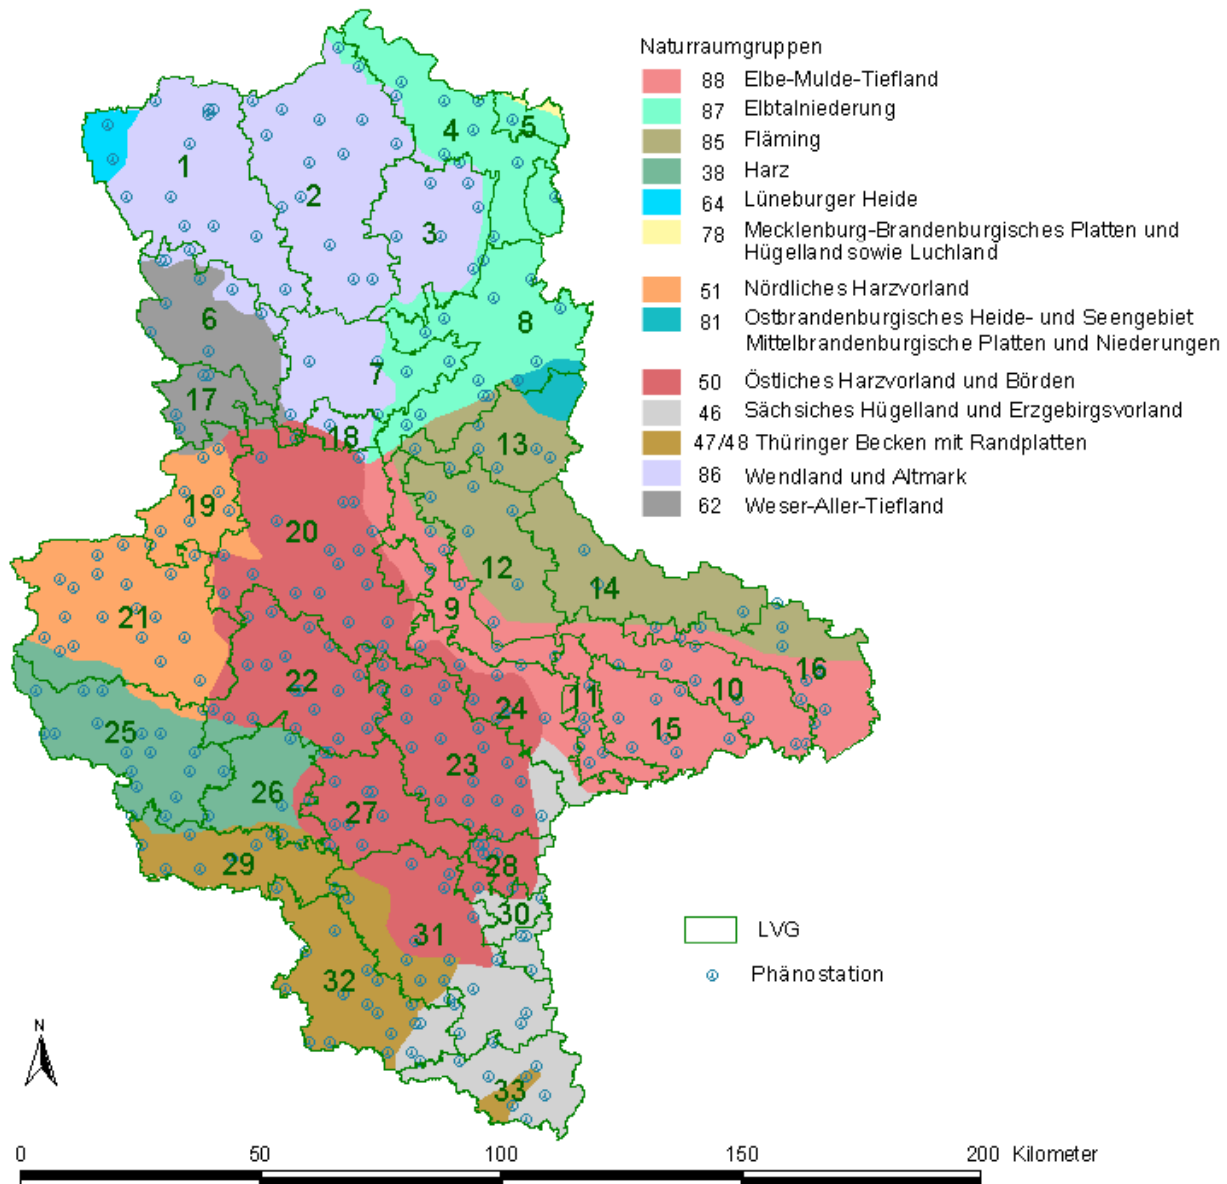 Naturraumgruppen
88 Elbe-Mulde-Tiefland
87 Elbtalniederung
85 Fläming
38 Harz
64 Lüneburger Heide
78 Mecklenburg-Brandenburgisches Platten und
Hügelland sowie Luchland
51 Nördliches Harzvorland
81 Ostbrandenburgisches Heide- und Seengebiet
Mittelbrandenburgische Platten und Niederungen
50 Östliches Harzvorland und Börden
46 Sächsiches Hügelland und Erzgebirgsvorland
47/48 Thüringer Becken mit Randplatten
86 Wendland und Altmark
62 Weser-Aller-Tiefland
4
5
1
2
3
6
8
7
17
18
13
19
20
12
14
9
21
16
22
10
11
24
15
25
23
26
27
29
28
30
31
32
33
LVG
Phänostation
N
0 50 100 150 200 Kilometer